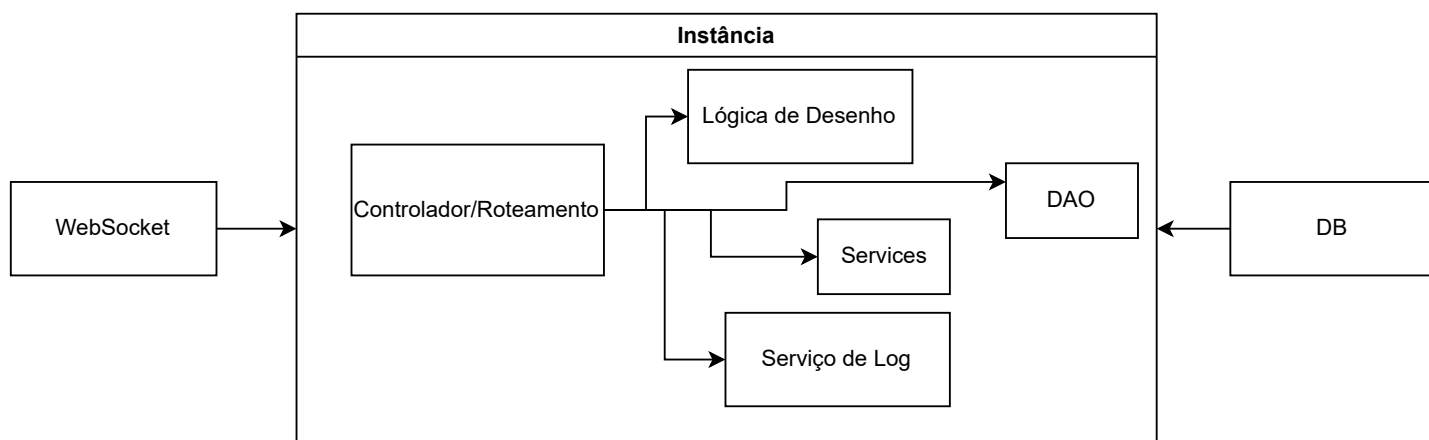 Instância
Lógica de Desenho
Controlador/Roteamento
DAO
WebSocket
DB
Services
Serviço de Log